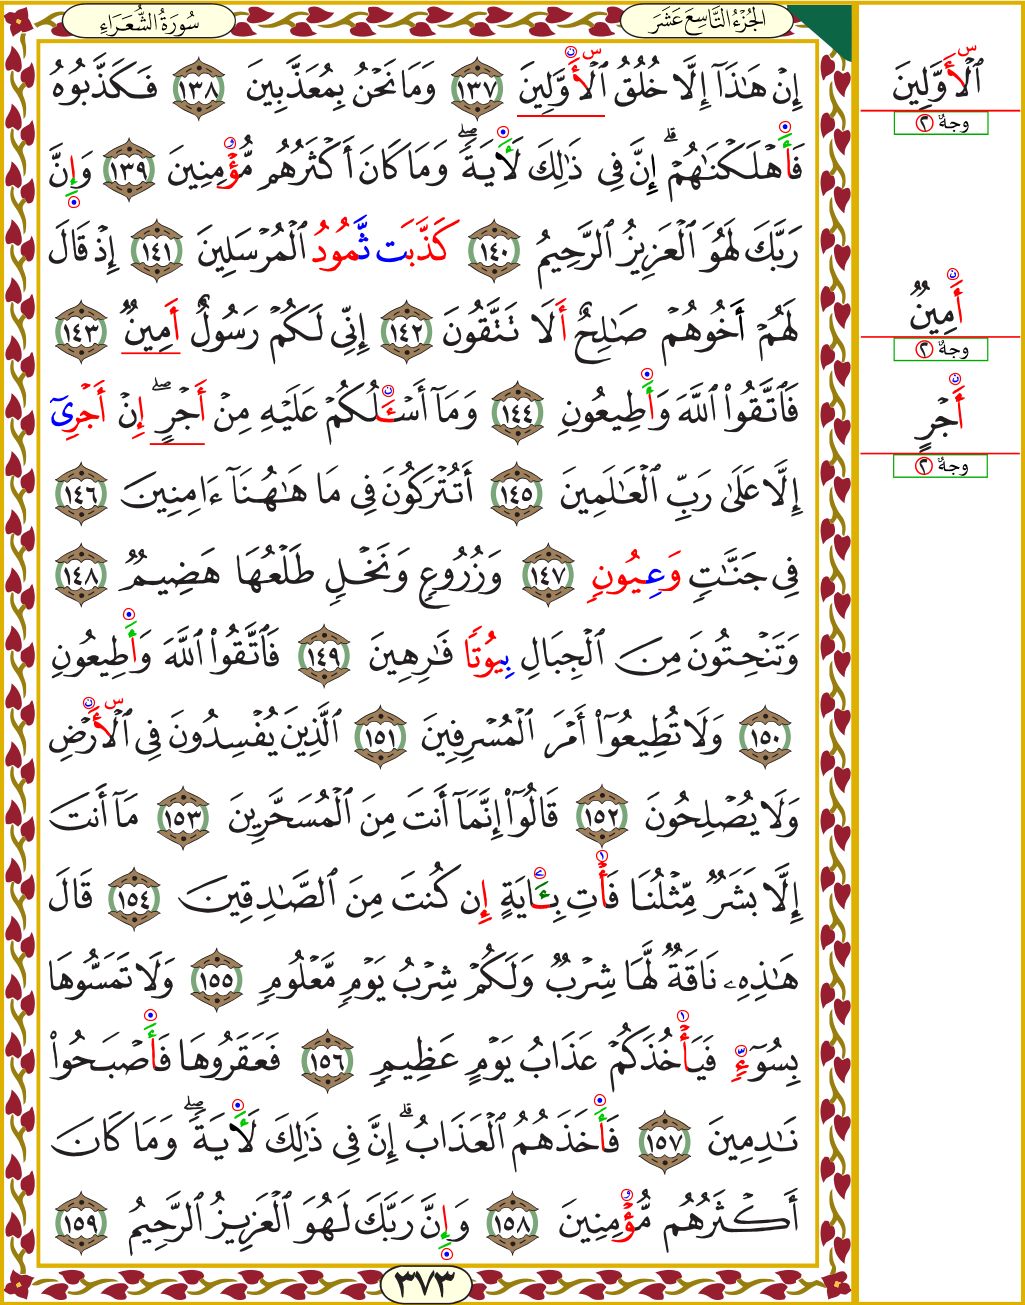 سُورَةُ الشُّعَرَاءِ
الجُزْءُ التَّاسِعَ عَشَرَ
إِنْ هَٰذَآ إِلَّا خُلُقُ ٱلْأَوَّلِينَ ١٣٧ وَمَا نَحْنُ بِمُعَذَّبِينَ ١٣٨ فَكَذَّبُوهُ
فَأَهْلَكْنَٰهُمْ ۗ إِنَّ فِى ذَٰلِكَ لَأٓيَةً ۖ وَمَا كَانَ أَكْثَرُهُم مُّؤْمِنِينَ ١٣٩ وَإِنَّ
رَبَّكَ لَهُوَ ٱلْعَزِيزُ ٱلرَّحِيمُ ١٤٠ كَذَّبَت ثَّمُودُ ٱلْمُرْسَلِينَ ١٤١ إِذْ قَالَ
لَهُمْ أَخُوهُمْ صَٰلِحٌ أَلَا تَتَّقُونَ ١٤٢ إِنِّى لَكُمْ رَسُولٌ أَمِينٌ ١٤٣
فَٱتَّقُوا۟ ٱللَّهَ وَأَطِيعُونِ ١٤٤ وَمَآ أَسْـَٔلُكُمْ عَلَيْهِ مِنْ أَجْرٍ ۖ إِنْ أَجْرِىَ
إِلَّا عَلَىٰ رَبِّ ٱلْعَٰلَمِينَ ١٤٥ أَتُتْرَكُونَ فِى مَا هَٰهُنَآ ءَامِنِينَ ١٤٦
فِى جَنَّٰتٍ وَعِيُونٍ ١٤٧ وَزُرُوعٍ وَنَخْلٍ طَلْعُهَا هَضِيمٌ ١٤٨
وَتَنْحِتُونَ مِنَ ٱلْجِبَالِ بِيُوتًا فَٰرِهِينَ ١٤٩ فَٱتَّقُوا۟ ٱللَّهَ وَأَطِيعُونِ
١٥٠ وَلَا تُطِيعُوٓا۟ أَمْرَ ٱلْمُسْرِفِينَ ١٥١ ٱلَّذِينَ يُفْسِدُونَ فِى ٱلْأَرْضِ
وَلَا يُصْلِحُونَ ١٥٢ قَالُوٓا۟ إِنَّمَآ أَنتَ مِنَ ٱلْمُسَحَّرِينَ ١٥٣ مَآ أَنتَ
إِلَّا بَشَرٌ مِّثْلُنَا فَأْتِ بِـَٔايَةٍ إِن كُنتَ مِنَ ٱلصَّٰدِقِينَ ١٥٤ قَالَ
هَٰذِهِۦ نَاقَةٌ لَّهَا شِرْبٌ وَلَكُمْ شِرْبُ يَوْمٍ مَّعْلُومٍ ١٥٥ وَلَا تَمَسُّوهَا
بِسُوٓءٍ فَيَأْخُذَكُمْ عَذَابُ يَوْمٍ عَظِيمٍ ١٥٦ فَعَقَرُوهَا فَأَصْبَحُوا۟
نَٰدِمِينَ ١٥٧ فَأَخَذَهُمُ ٱلْعَذَابُ ۗ إِنَّ فِى ذَٰلِكَ لَأٓيَةً ۖ وَمَا كَانَ
أَكْثَرُهُم مُّؤْمِنِينَ ١٥٨ وَإِنَّ رَبَّكَ لَهُوَ ٱلْعَزِيزُ ٱلرَّحِيمُ ١٥٩
٣٧٣
ٱلْأَوَّلِينَ
وجهٌ ٢
أَمِينٌ
وجهٌ ٢
أَجْرٍ
وجهٌ ٢